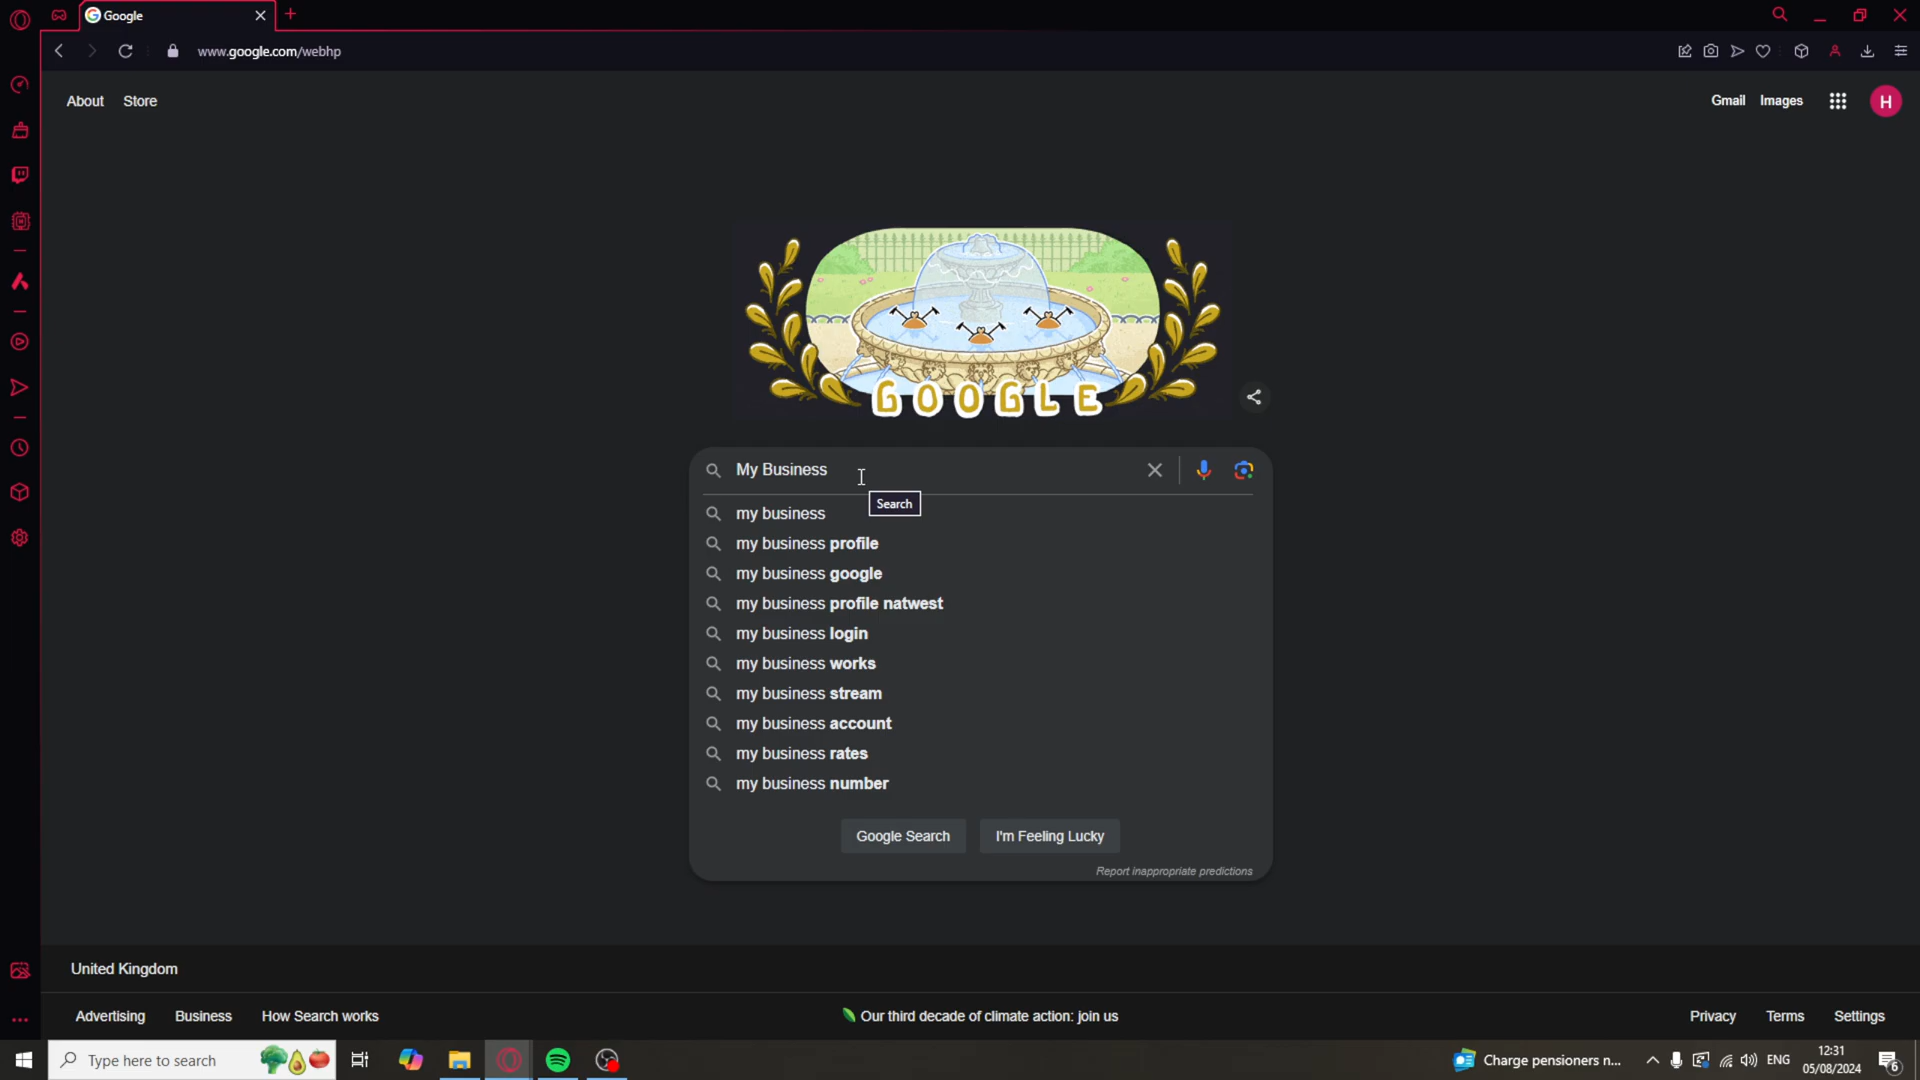 Google
www.google.com/webhp
About
Store
Gmail
Images
H
GOOGLE
My Business
Search
my business
my business profile
my business google
my business profile natwest
my business login
my business works
my business stream
my business account
my business rates
my business number
Google Search
I'm Feeling Lucky
Report inappropriate predictions
United Kingdom
Advertising
Business
How Search works
Our third decade of climate action: join us
Privacy
Terms
Settings
Type here to search
Charge pensioners n...
ENG
12:31
05/08/2024
6